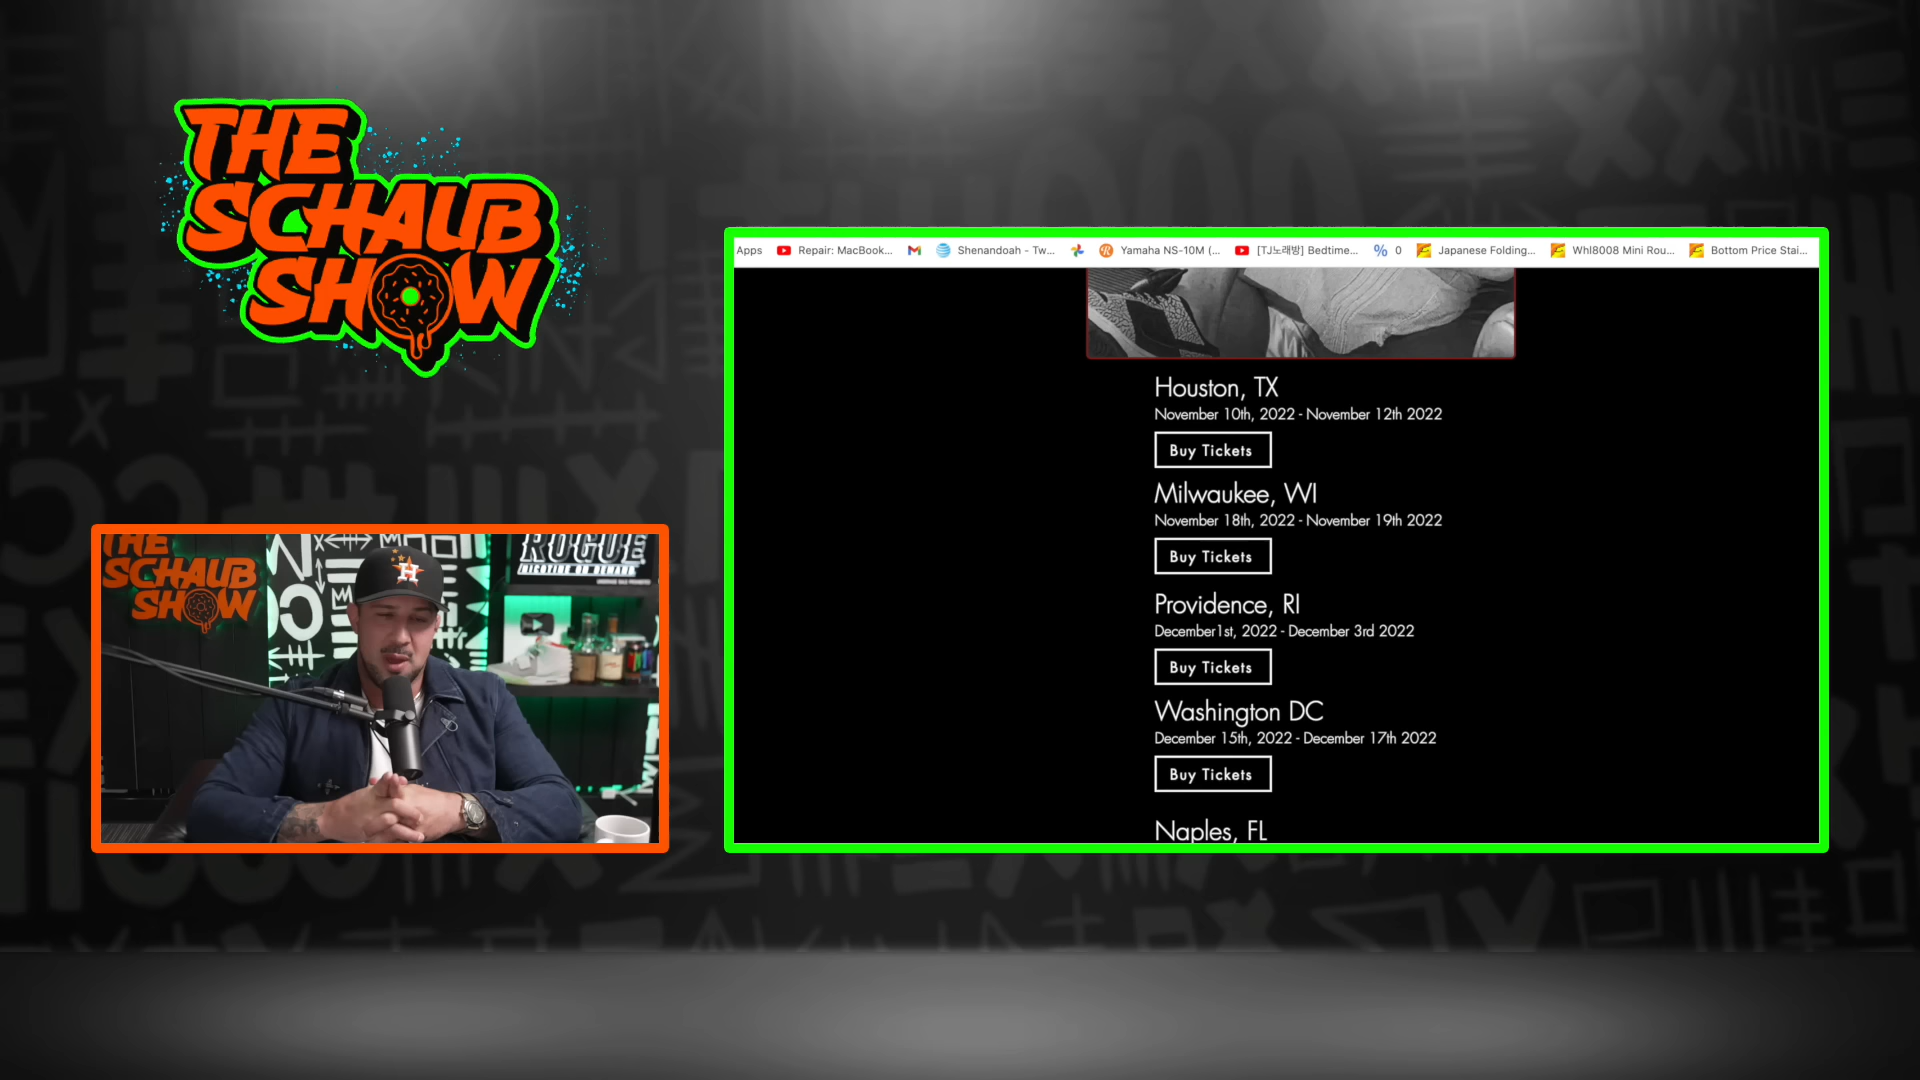 THE
SCHAUB
SHOW
Apps
Repair: MacBook...
Shenandoah - Tw...
Yamaha NS-10M (...
[TJ노래방] Bedtime...
0
Japanese Folding...
Whl8008 Mini Rou...
Bottom Price Stai...
Houston, TX
November 10th, 2022 - November 12th 2022
Buy Tickets
Milwaukee, WI
November 18th, 2022 - November 19th 2022
Buy Tickets
Providence, RI
December1st, 2022 - December 3rd 2022
Buy Tickets
Washington DC
December 15th, 2022 - December 17th 2022
Buy Tickets
Naples, FL
THE
SCHAUB
SHOW
H
ROGUE
NICOTINE ON DEMAND